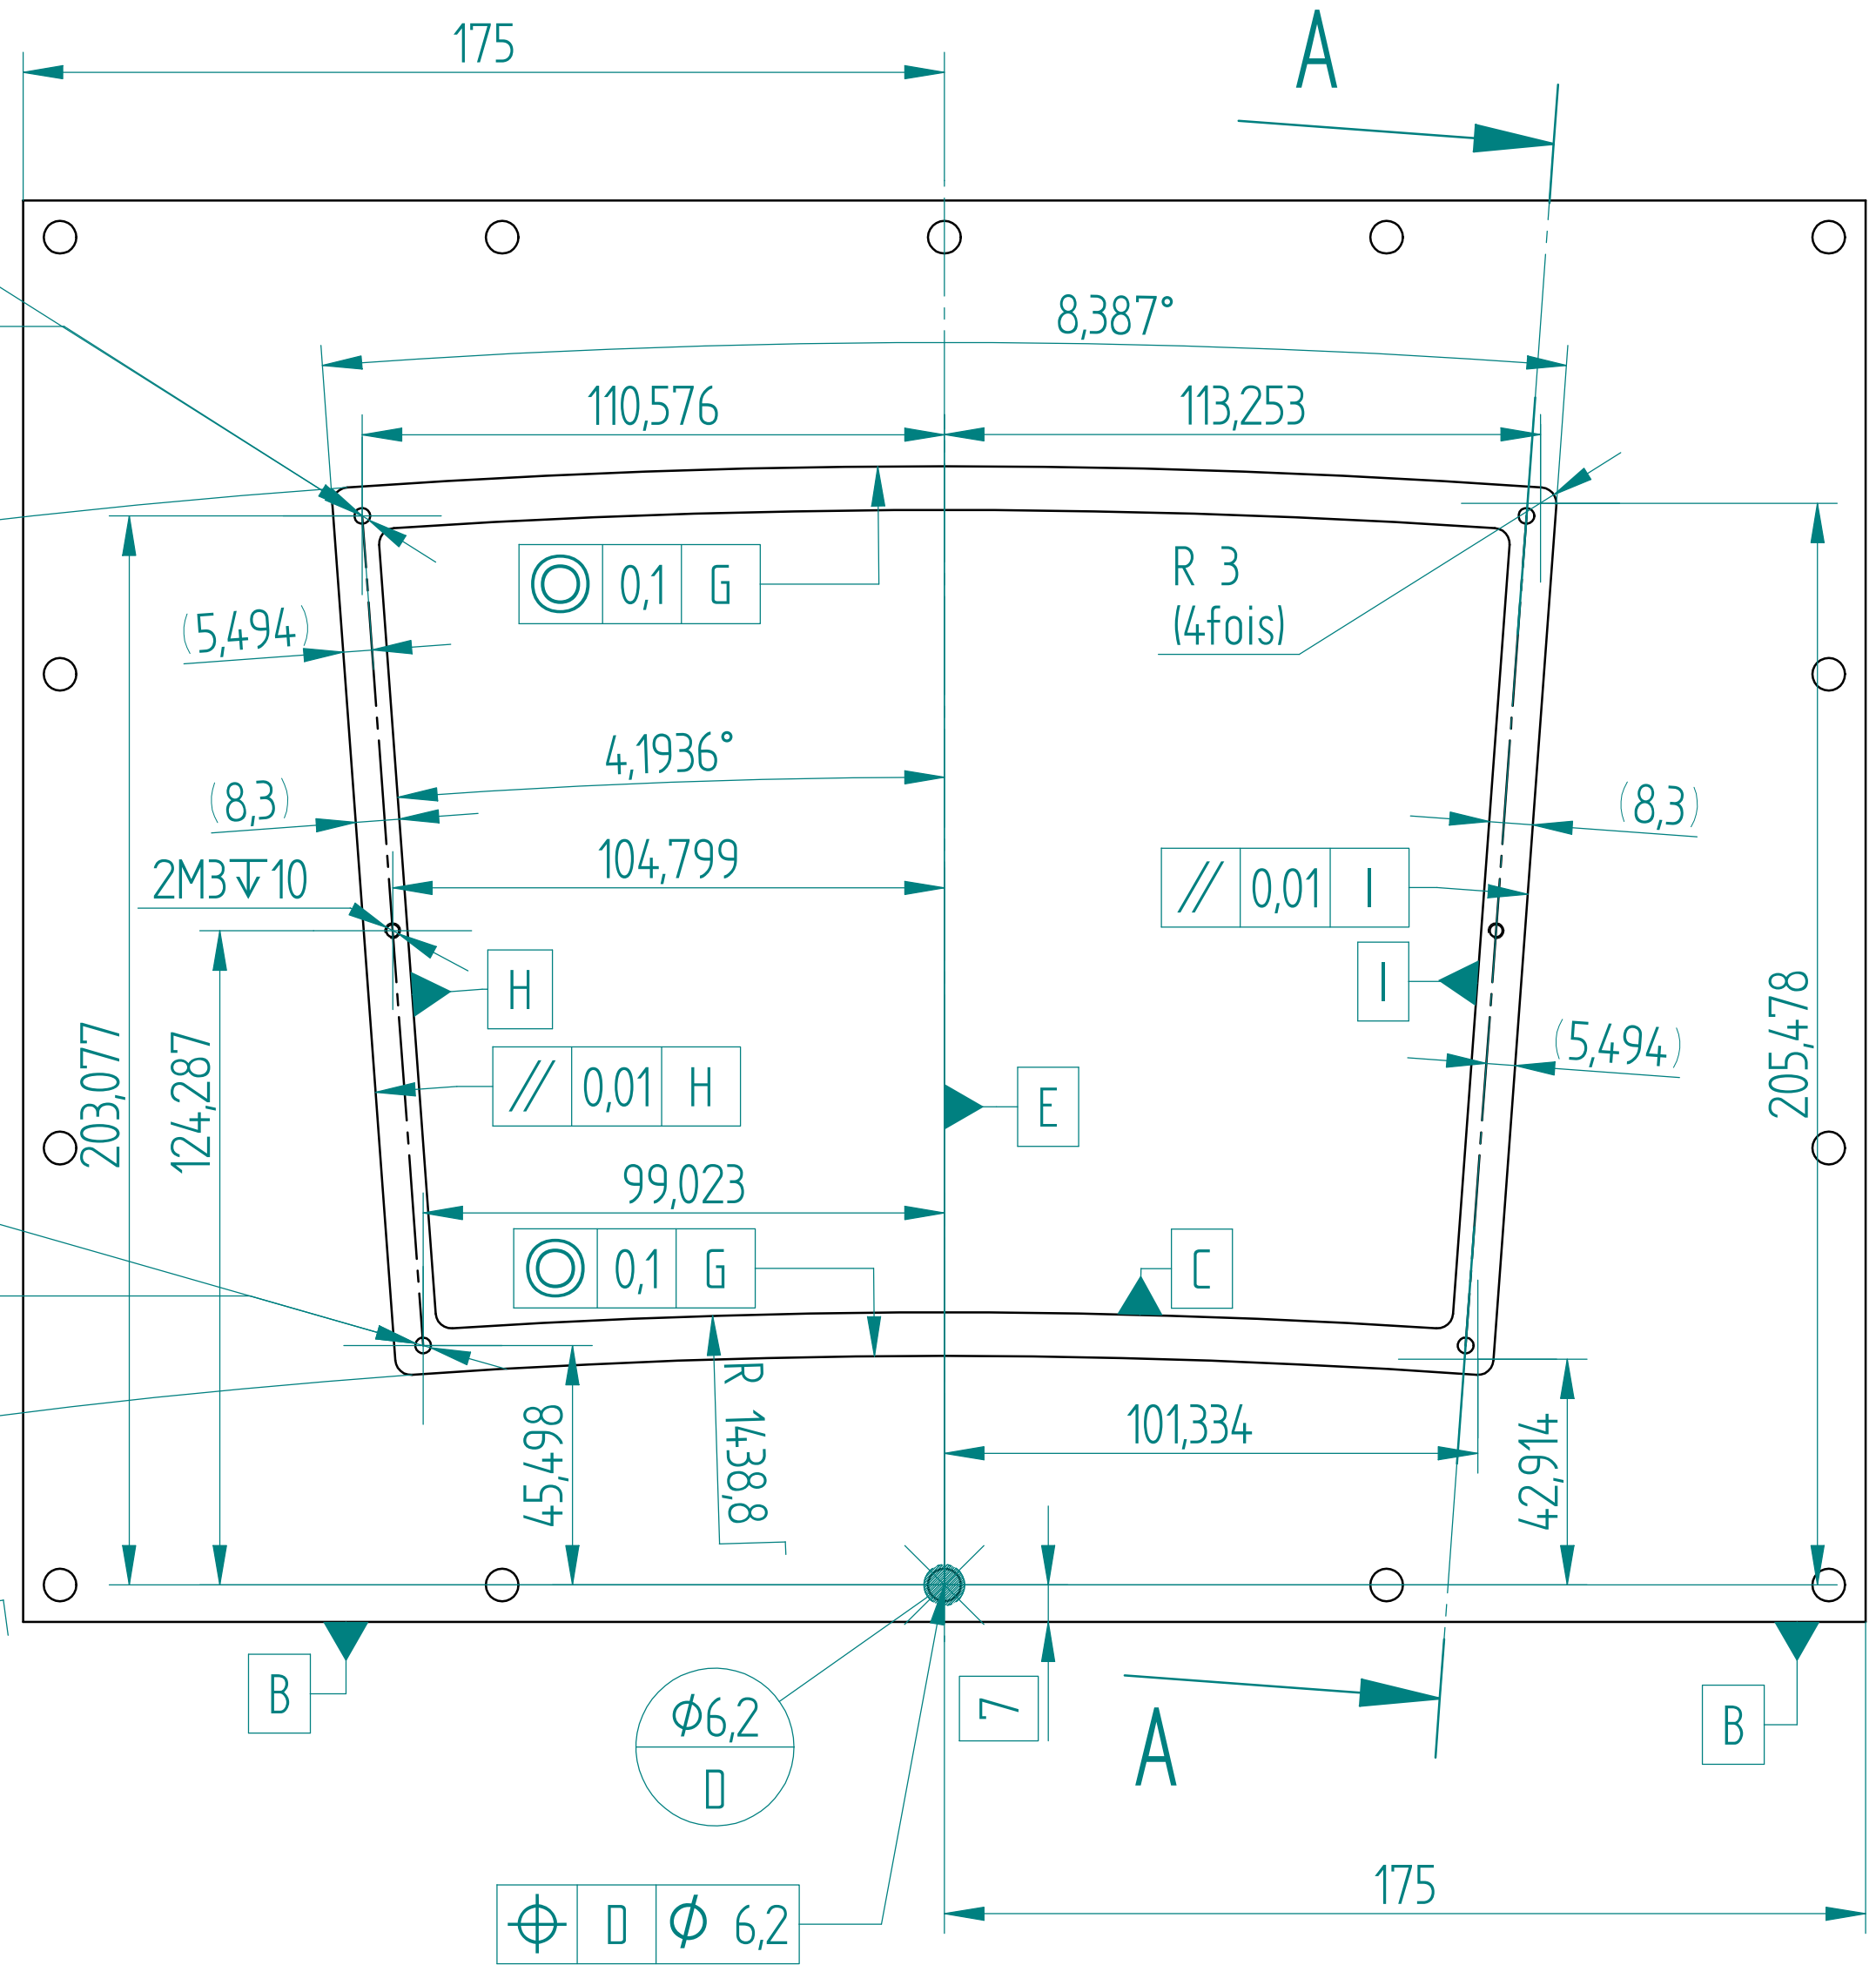 175
A
8,387°
110,576
113,253
◎ 0,1 G
R 3
(4fois)
(5,494)
4,1936°
(8,3)
(8,3)
104,799
2M3↧10
// 0,01 I
H
I
203,077
124,287
(5,494)
205,478
// 0,01 H
E
99,023
◎ 0,1 G
C
R 1438,8
45,498
101,334
42,914
B
⌀6,2
D
7
A
B
175
⌖ D ⌀ 6,2